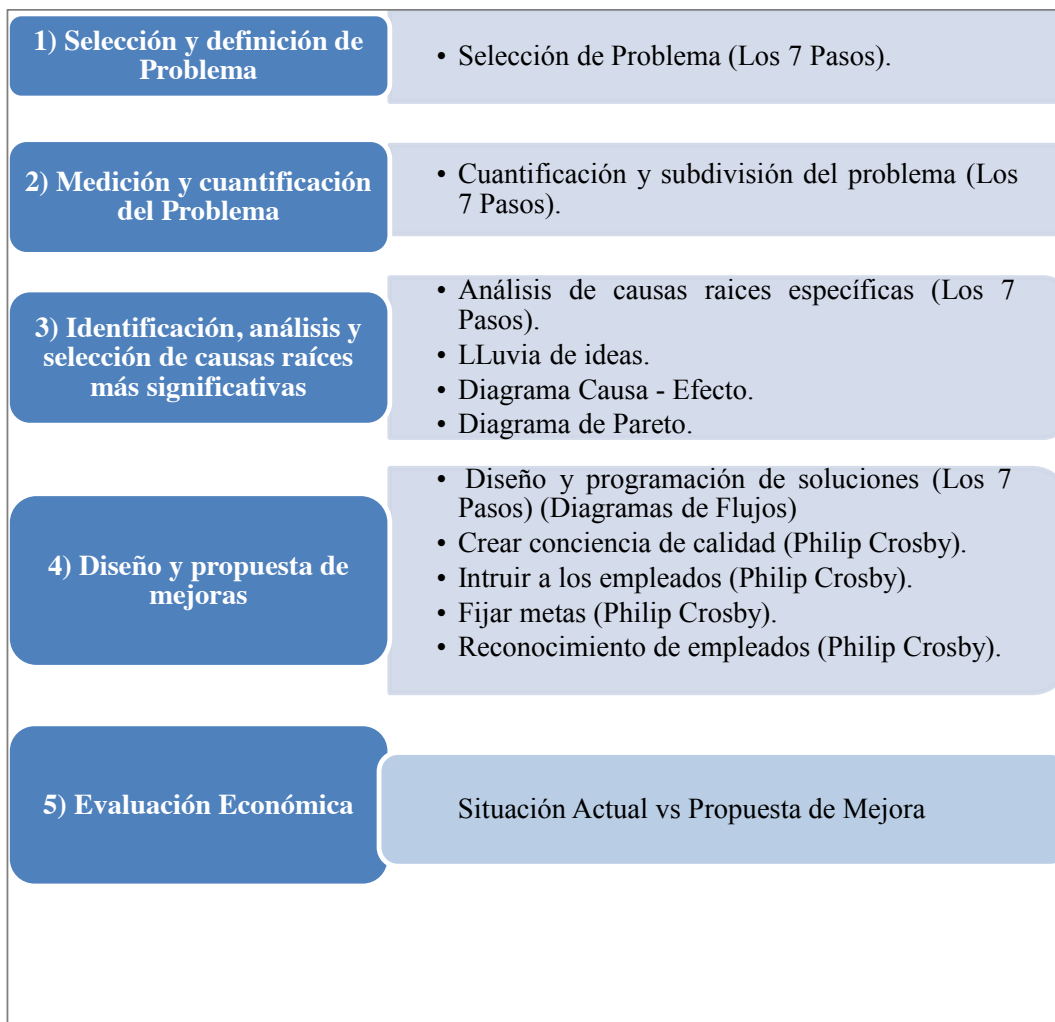 1) Selección y definición de
Problema
• Selección de Problema (Los 7 Pasos).
2) Medición y cuantificación
del Problema
• Cuantificación y subdivisión del problema (Los
7 Pasos).
3) Identificación, análisis y
selección de causas raíces
más significativas
• Análisis de causas raices específicas (Los 7
Pasos).
• LLuvia de ideas.
• Diagrama Causa - Efecto.
• Diagrama de Pareto.
4) Diseño y propuesta de
mejoras
• Diseño y programación de soluciones (Los 7
Pasos) (Diagramas de Flujos)
• Crear conciencia de calidad (Philip Crosby).
• Intruir a los empleados (Philip Crosby).
• Fijar metas (Philip Crosby).
• Reconocimiento de empleados (Philip Crosby).
5) Evaluación Económica
Situación Actual vs Propuesta de Mejora